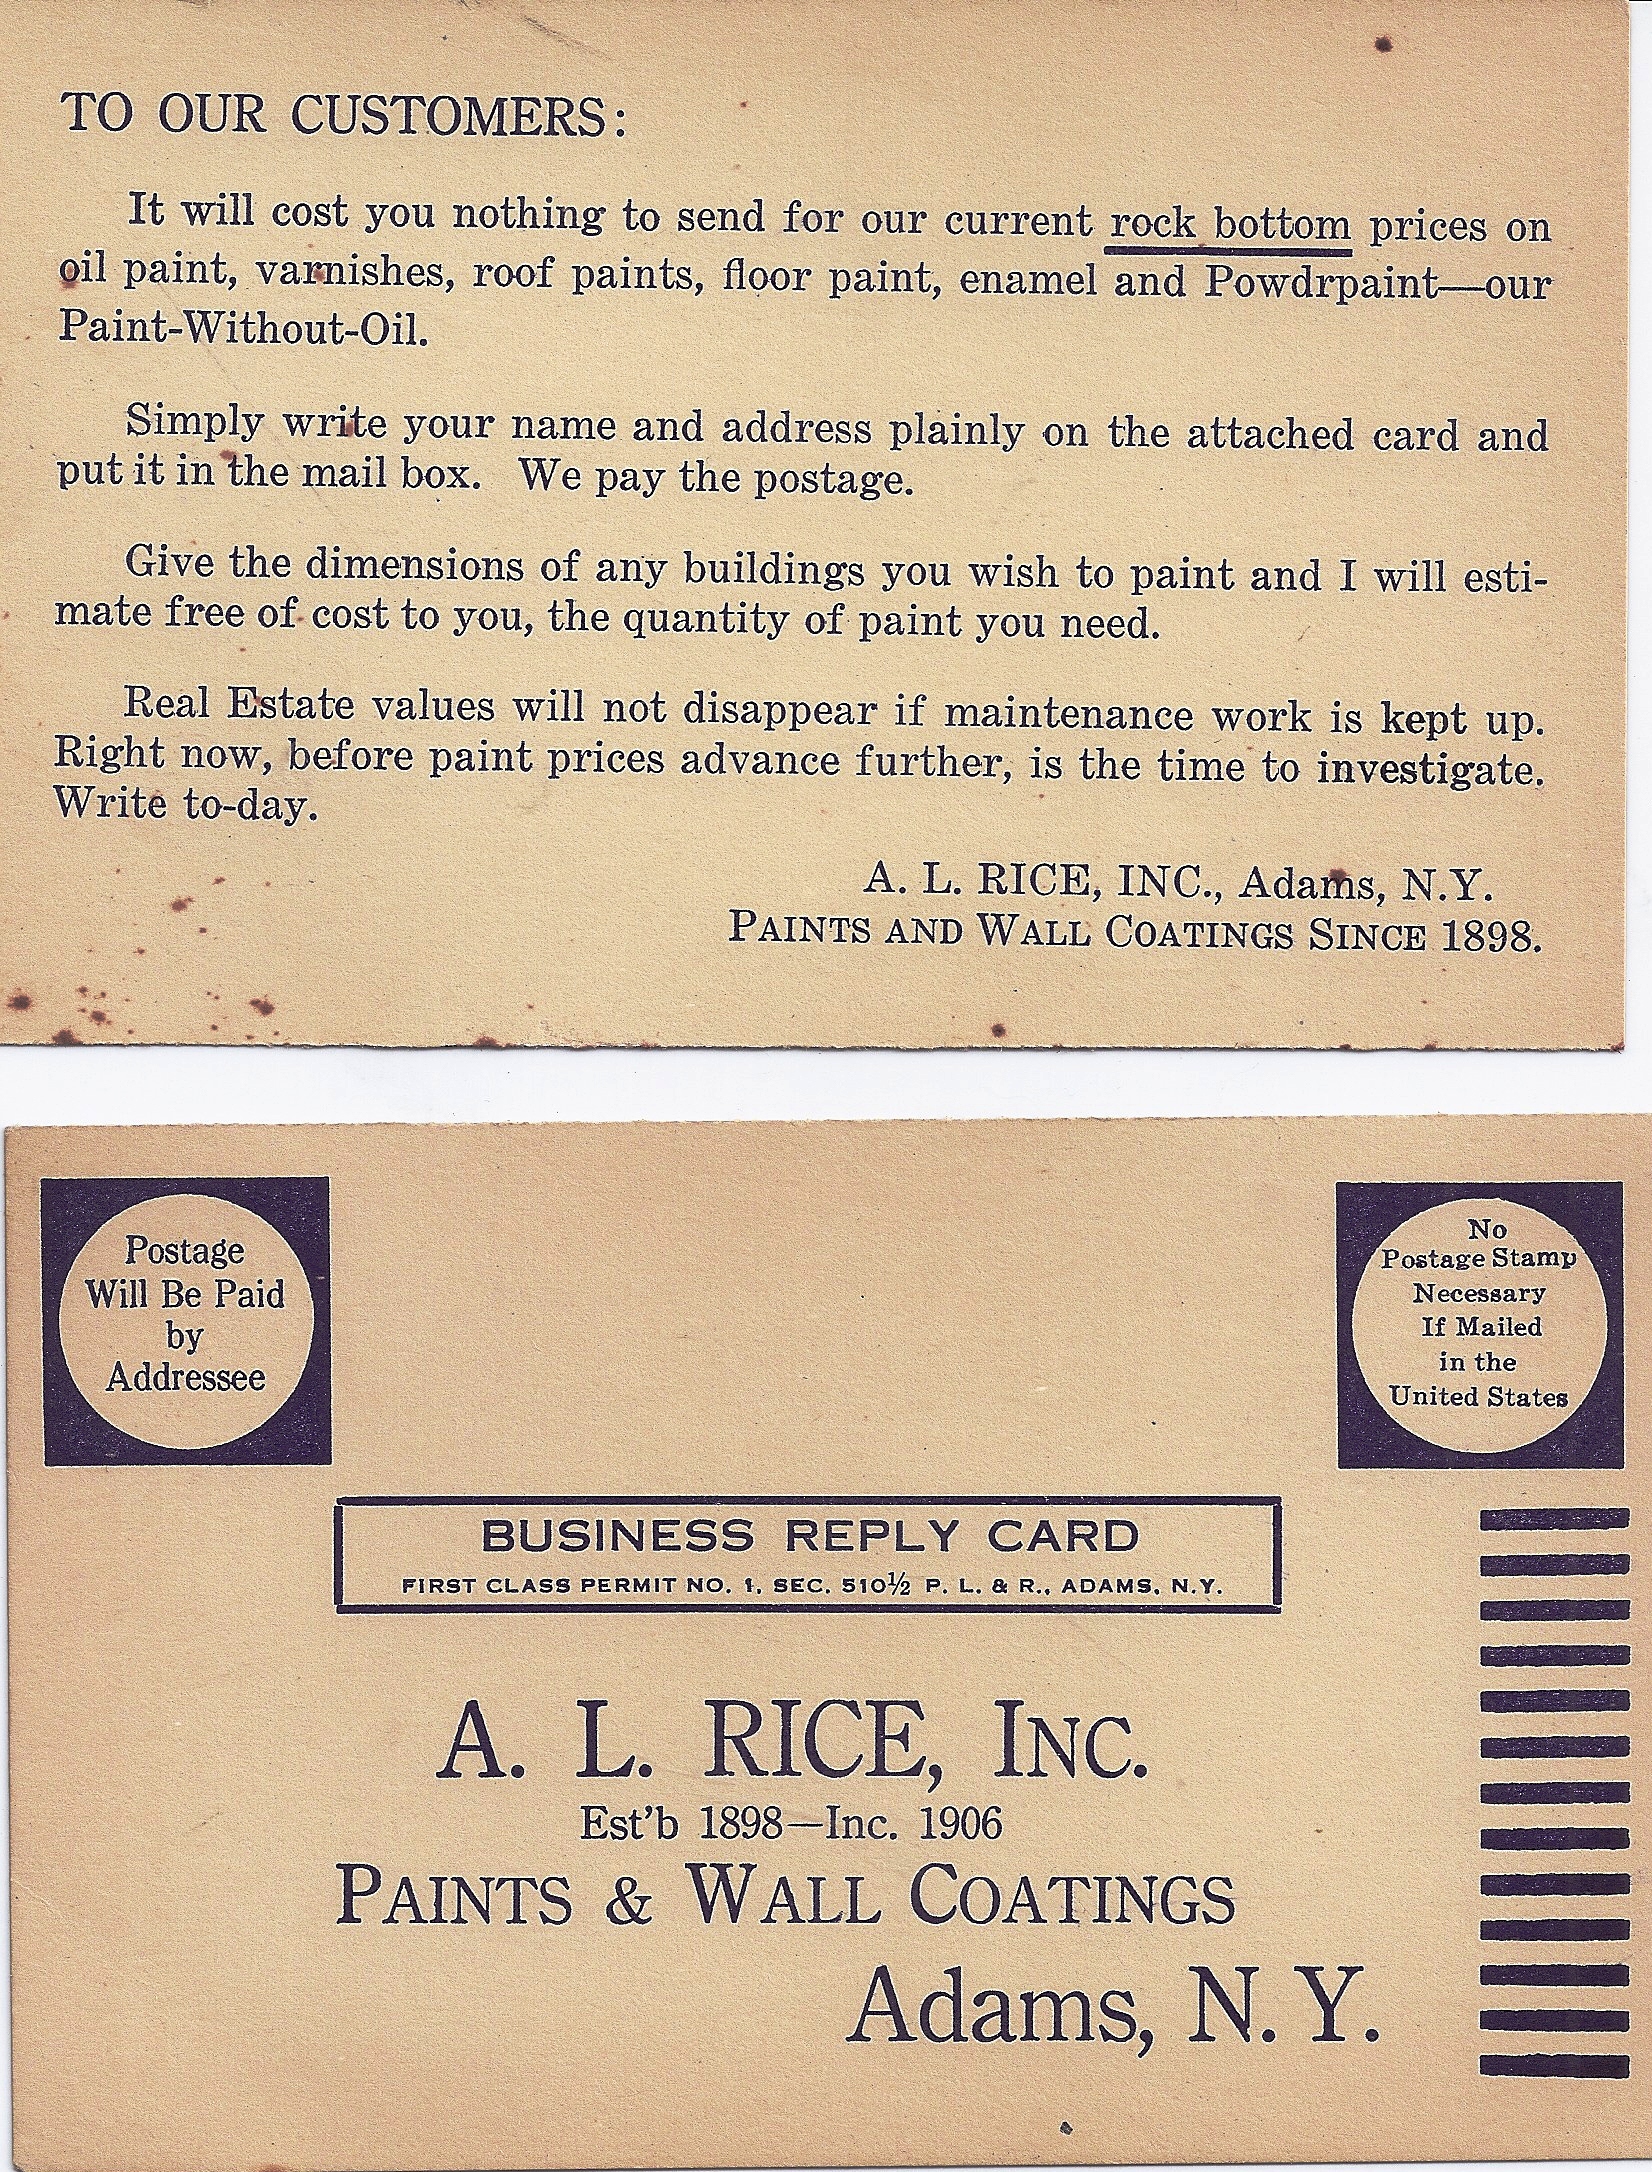 TO OUR CUSTOMERS:
It will cost you nothing to send for our current rock bottom prices on
oil paint, varnishes, roof paints, floor paint, enamel and Powdrpaint—our
Paint-Without-Oil.
Simply write your name and address plainly on the attached card and
put it in the mail box. We pay the postage.
Give the dimensions of any buildings you wish to paint and I will esti-
mate free of cost to you, the quantity of paint you need.
Real Estate values will not disappear if maintenance work is kept up.
Right now, before paint prices advance further, is the time to investigate.
Write to-day.
A. L. RICE, INC., Adams, N.Y.
PAINTS AND WALL COATINGS SINCE 1898.
Postage
Will Be Paid
by
Addressee
No
Postage Stamp
Necessary
If Mailed
in the
United States
BUSINESS REPLY CARD
FIRST CLASS PERMIT NO. 1, SEC. 510½ P. L. & R., ADAMS, N.Y.
A. L. RICE, INC.
Est'b 1898—Inc. 1906
PAINTS & WALL COATINGS
Adams, N. Y.